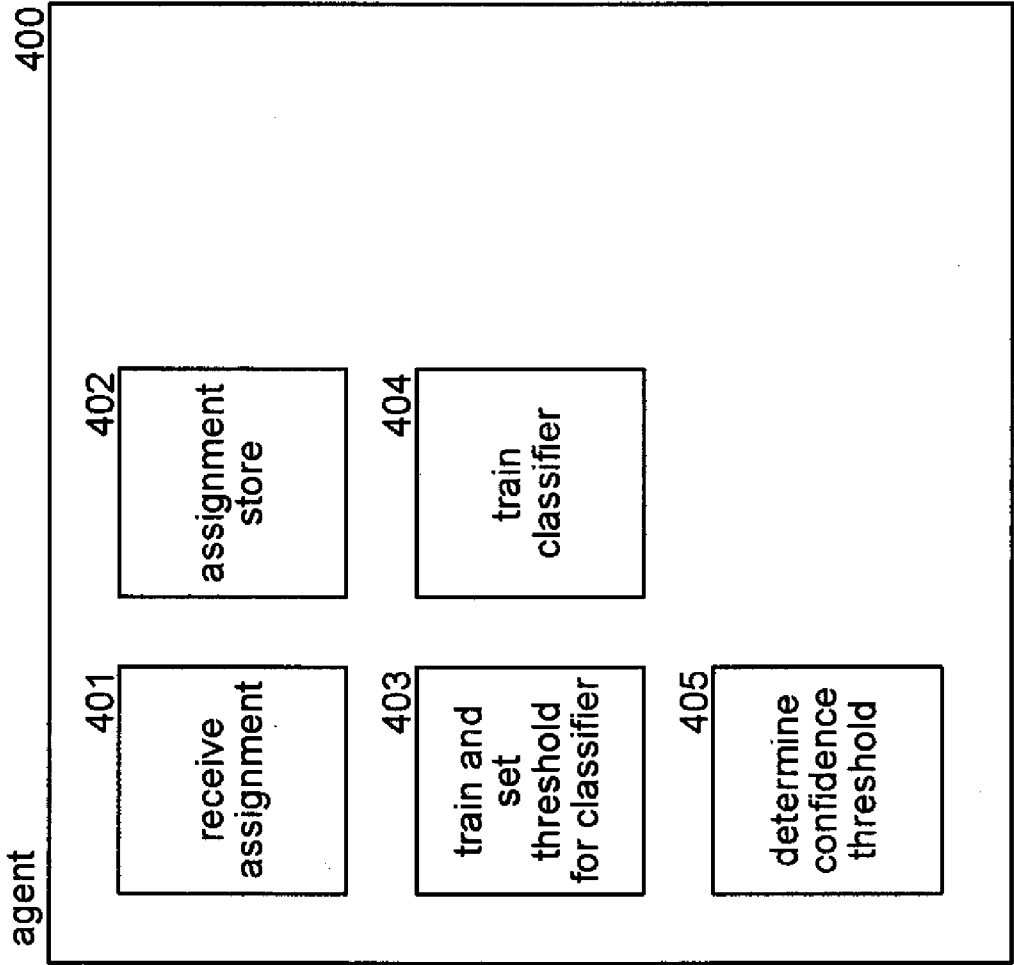 agent
400
401
receive
assignment
402
assignment
store
403
train and
set
threshold
for classifier
404
train
classifier
405
determine
confidence
threshold